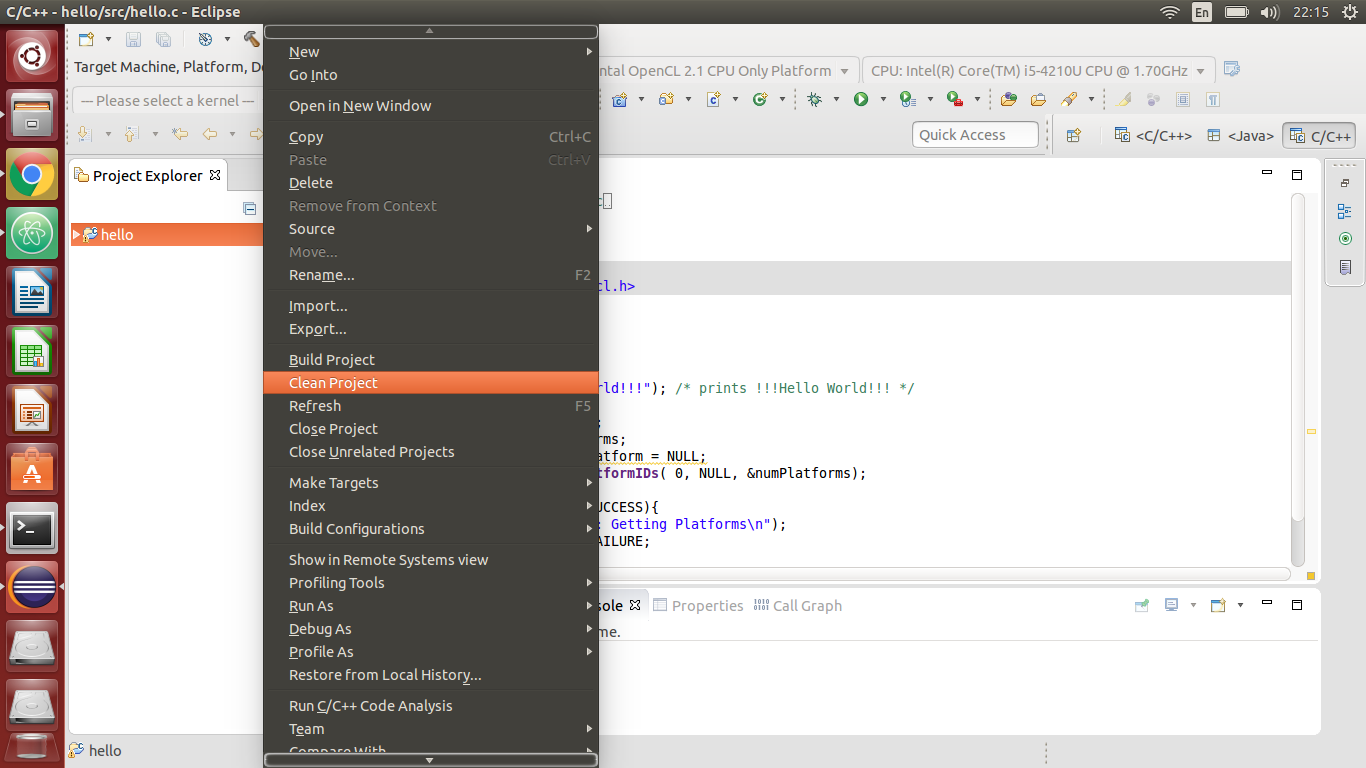 C/C++ - hello/src/hello.c - Eclipse
En
22:15
Target Machine, Platform, De
ntal OpenCL 2.1 CPU Only Platform
CPU: Intel(R) Core(TM) i5-4210U CPU @ 1.70GHz
--- Please select a kernel ---
Quick Access
<C/C++>
<Java>
C/C++
Project Explorer
hello
New
Go Into
Open in New Window
Copy Ctrl+C
Paste Ctrl+V
Delete
Remove from Context
Source
Move...
Rename... F2
Import...
Export...
Build Project
Clean Project
Refresh F5
Close Project
Close Unrelated Projects
Make Targets
Index
Build Configurations
Show in Remote Systems view
Profiling Tools
Run As
Debug As
Profile As
Restore from Local History...
Run C/C++ Code Analysis
Team
Compare With
cl.h>
rld!!!"); /* prints !!!Hello World!!! */
;
rms;
atform = NULL;
tformIDs( 0, NULL, &numPlatforms);
UCCESS){
: Getting Platforms\n");
AILURE;
sole
Properties
Call Graph
me.
hello